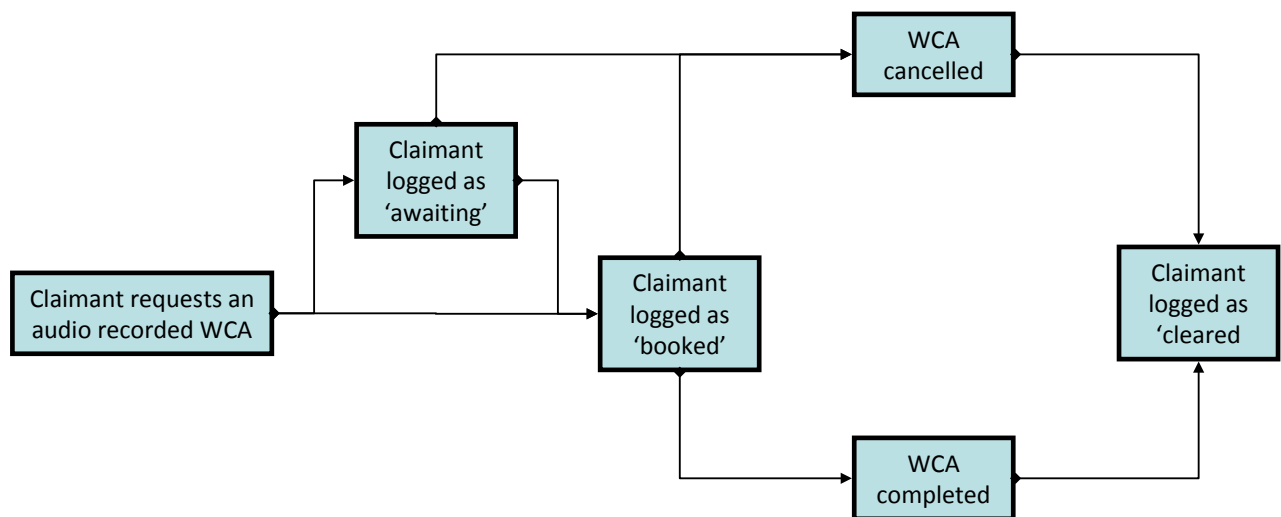 WCA
cancelled
Claimant
logged as
‘awaiting’
Claimant requests an
audio recorded WCA
Claimant
logged as
‘booked’
Claimant
logged as
‘cleared
WCA
completed